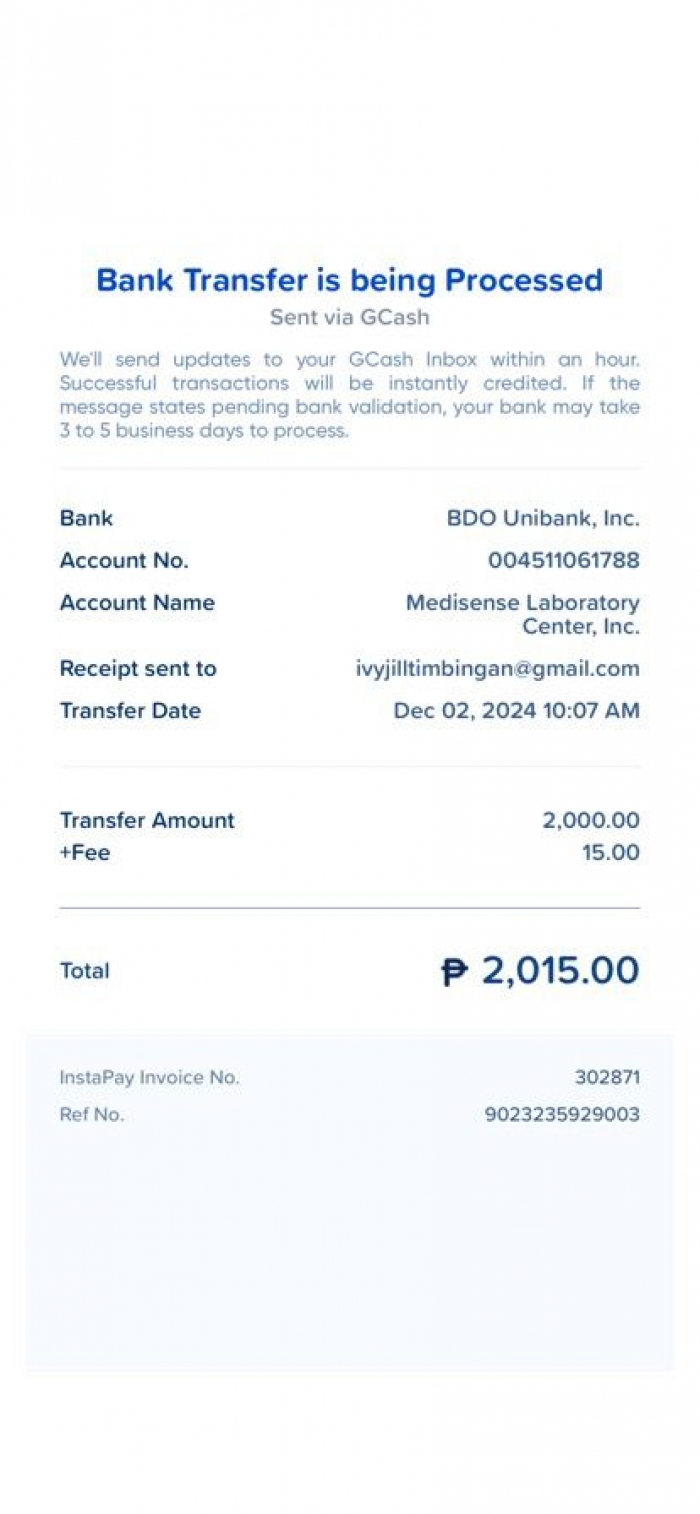 Bank Transfer is being Processed
Sent via GCash
We'll send updates to your GCash Inbox within an hour.
Successful transactions will be instantly credited. If the
message states pending bank validation, your bank may take
3 to 5 business days to process.
Bank BDO Unibank, Inc.
Account No. 004511061788
Account Name Medisense Laboratory
Center, Inc.
Receipt sent to ivyjilltimbingan@gmail.com
Transfer Date Dec 02, 2024 10:07 AM
Transfer Amount 2,000.00
+Fee 15.00
Total ₱ 2,015.00
InstaPay Invoice No. 302871
Ref No. 9023235929003